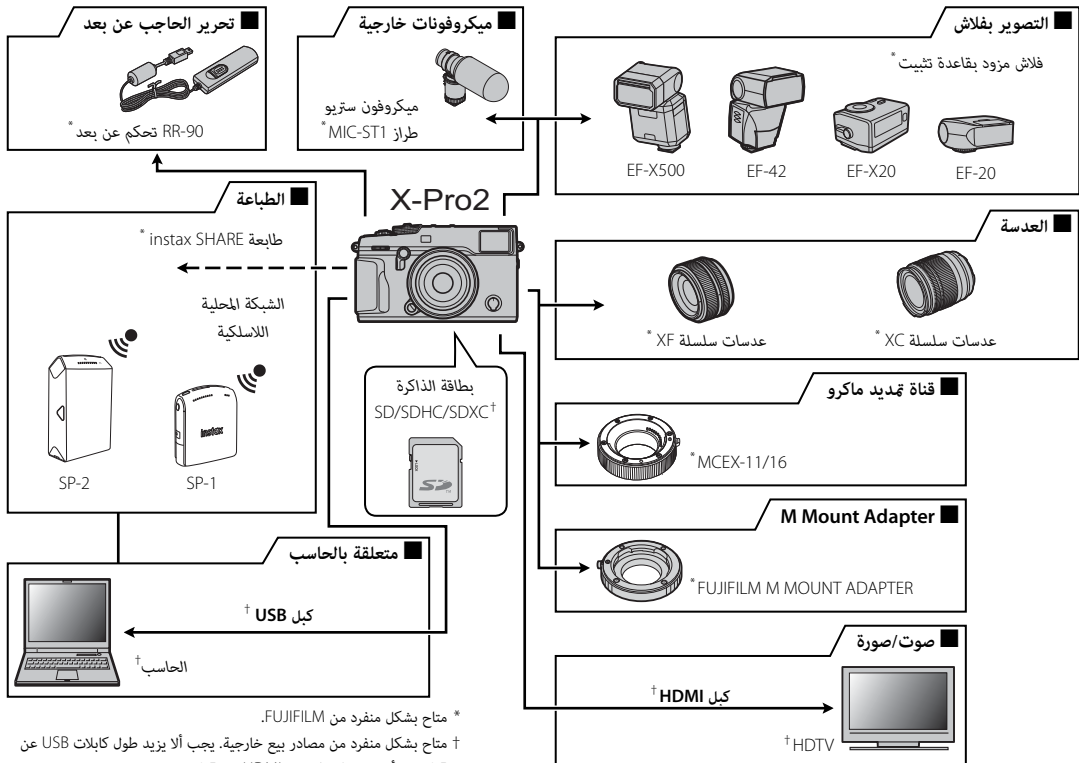 ■ التصوير بفلاش
فلاش مزود بقاعدة تثبيت*
EF-20
EF-X20
EF-42
EF-X500
■ ميكروفونات خارجية
ميكروفون ستريو
طراز MIC-ST1*
■ تحرير الحاجب عن بعد
RR-90 تحكم عن بعد*
X-Pro2
■ العدسة
عدسات سلسلة XC*
عدسات سلسلة XF*
■ الطباعة
طابعة instax SHARE*
الشبكة المحلية
اللاسلكية
instax
SP-1
SP-2
بطاقة الذاكرة
SD/SDHC/SDXC†
■ قناة تمديد ماكرو
MCEX-11/16*
■ M Mount Adapter
FUJIFILM M MOUNT ADAPTER*
■ متعلقة بالحاسب
كبل USB†
الحاسب†
■ صوت/صورة
كبل HDMI†
HDTV†
* متاح بشكل منفرد من FUJIFILM.
† متاح بشكل منفرد من مصادر بيع خارجية. يجب ألا يزيد طول كابلات USB عن